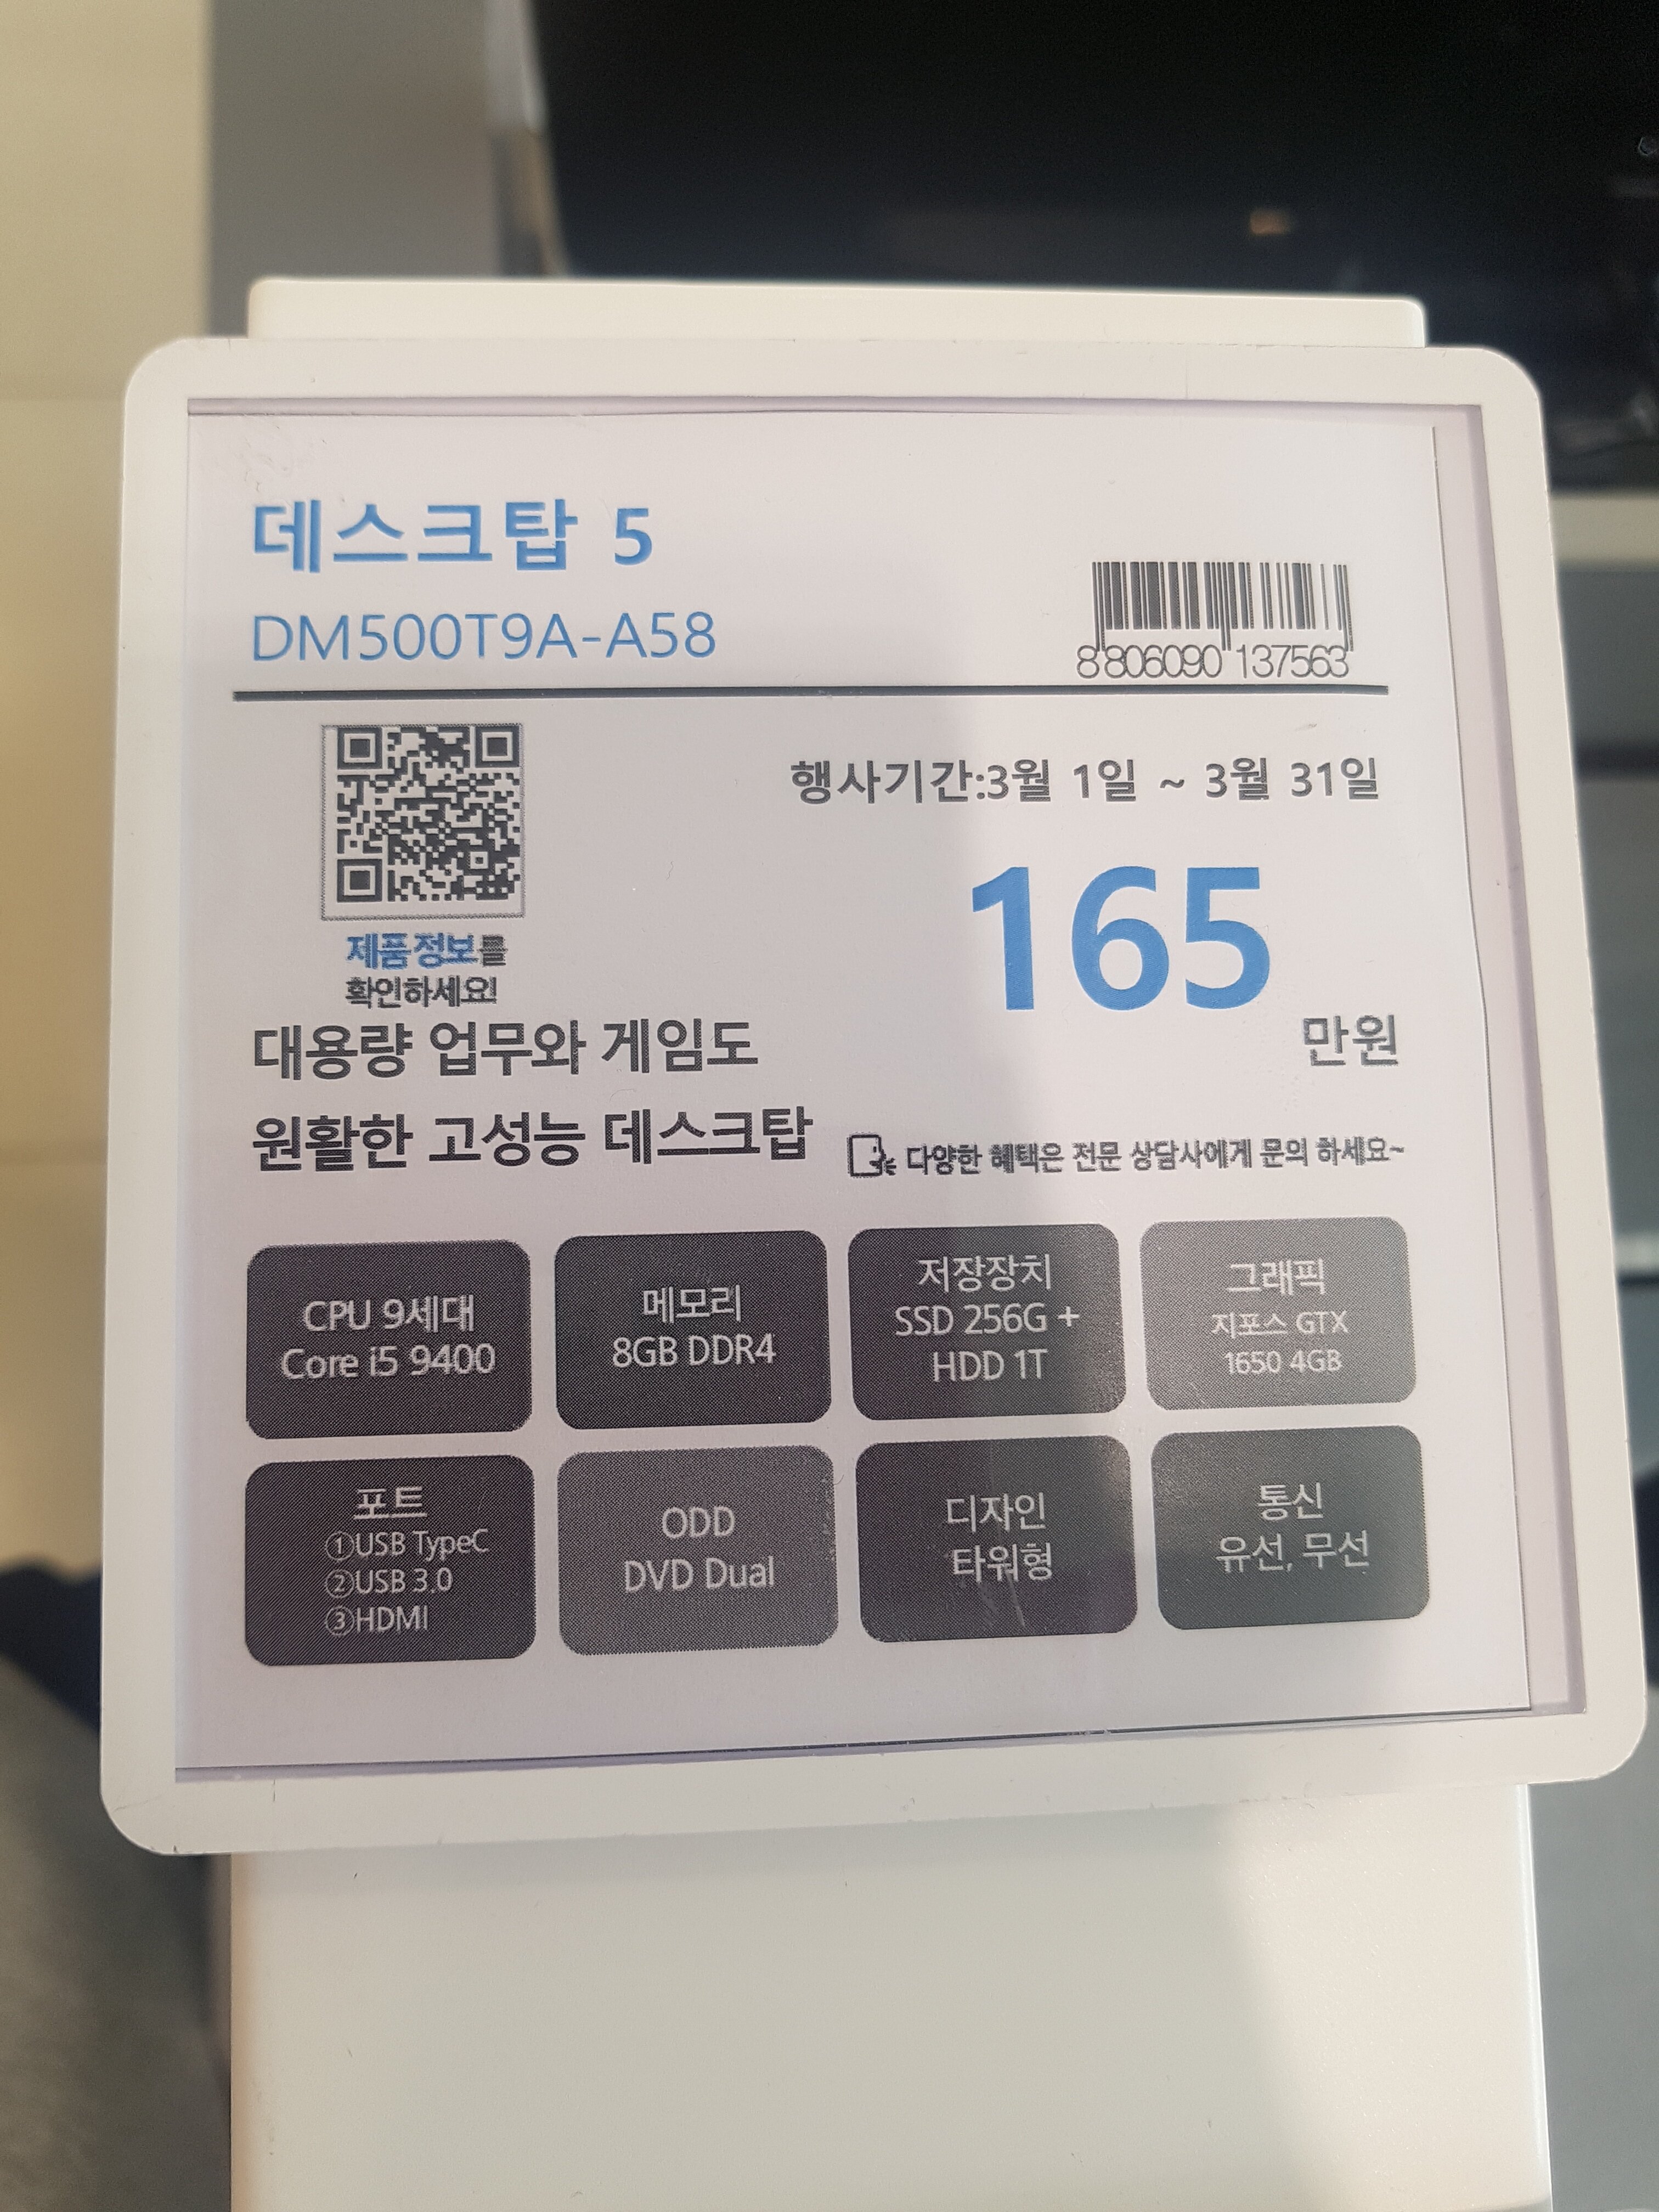 데스크탑 5
DM500T9A-A58
8 806090 137563
행사기간:3월 1일 ~ 3월 31일
165
만원
제품정보를
확인하세요!
대용량 업무와 게임도
원활한 고성능 데스크탑
다양한 혜택은 전문 상담사에게 문의 하세요~
CPU 9세대
Core i5 9400
메모리
8GB DDR4
저장장치
SSD 256G +
HDD 1T
그래픽
지포스 GTX
1650 4GB
포트
①USB TypeC
②USB 3.0
③HDMI
ODD
DVD Dual
디자인
타워형
통신
유선, 무선